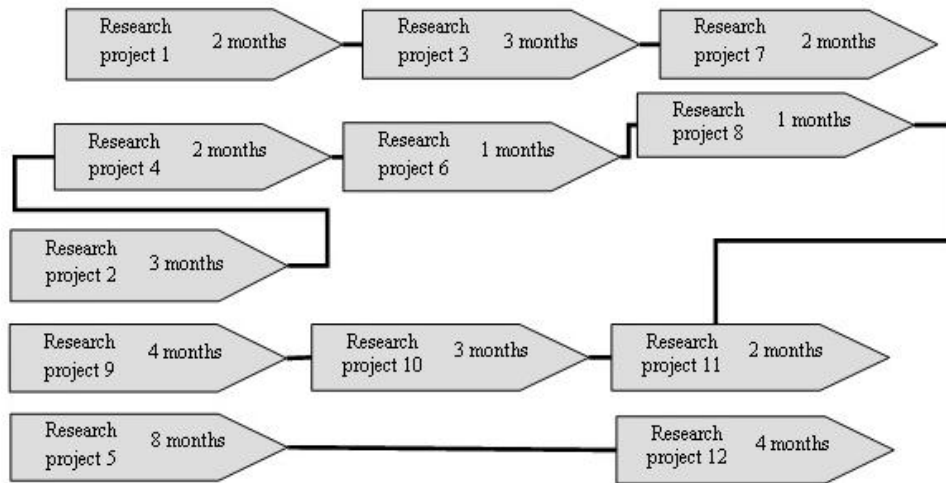 Research
project 1
2 months
Research
project 3
3 months
Research
project 7
2 months
Research
project 4
2 months
Research
project 6
1 months
Research
project 8
1 months
Research
project 2
3 months
Research
project 9
4 months
Research
project 10
3 months
Research
project 11
2 months
Research
project 5
8 months
Research
project 12
4 months